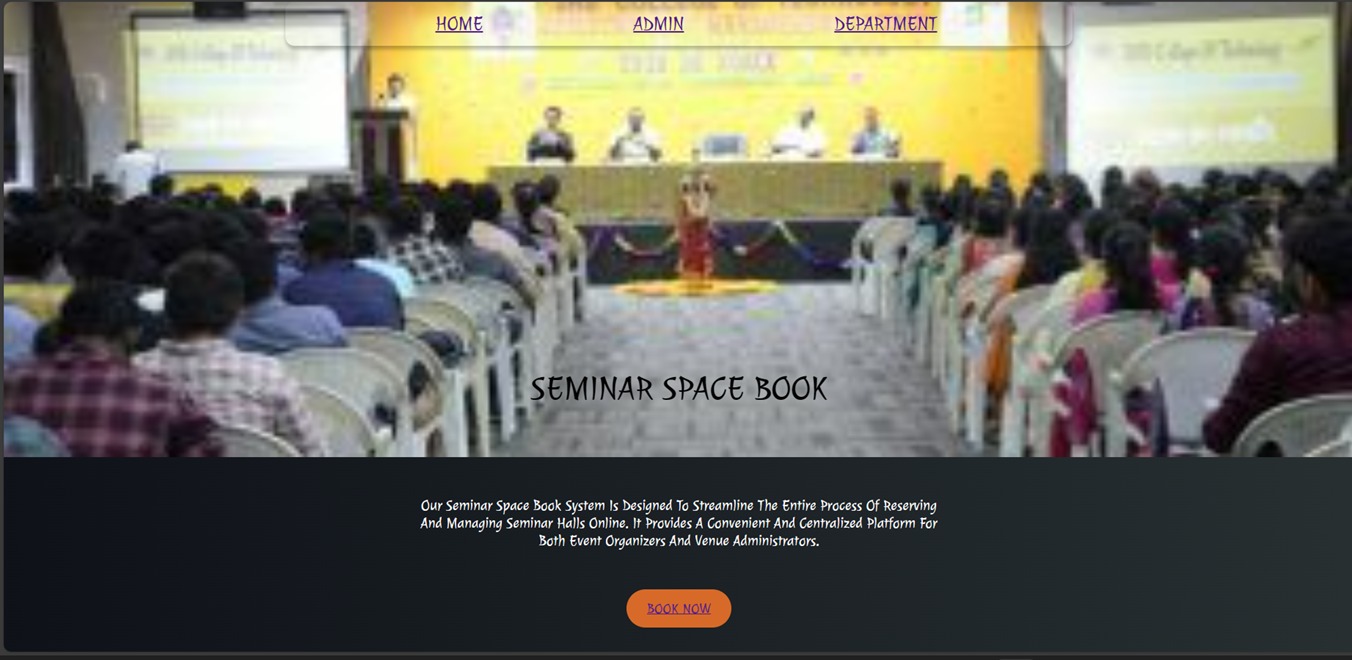 HOME ADMIN DEPARTMENT
SEMINAR SPACE BOOK
Our Seminar Space Book System Is Designed To Streamline The Entire Process Of Reserving
And Managing Seminar Halls Online. It Provides A Convenient And Centralized Platform For
Both Event Organizers And Venue Administrators.
BOOK NOW